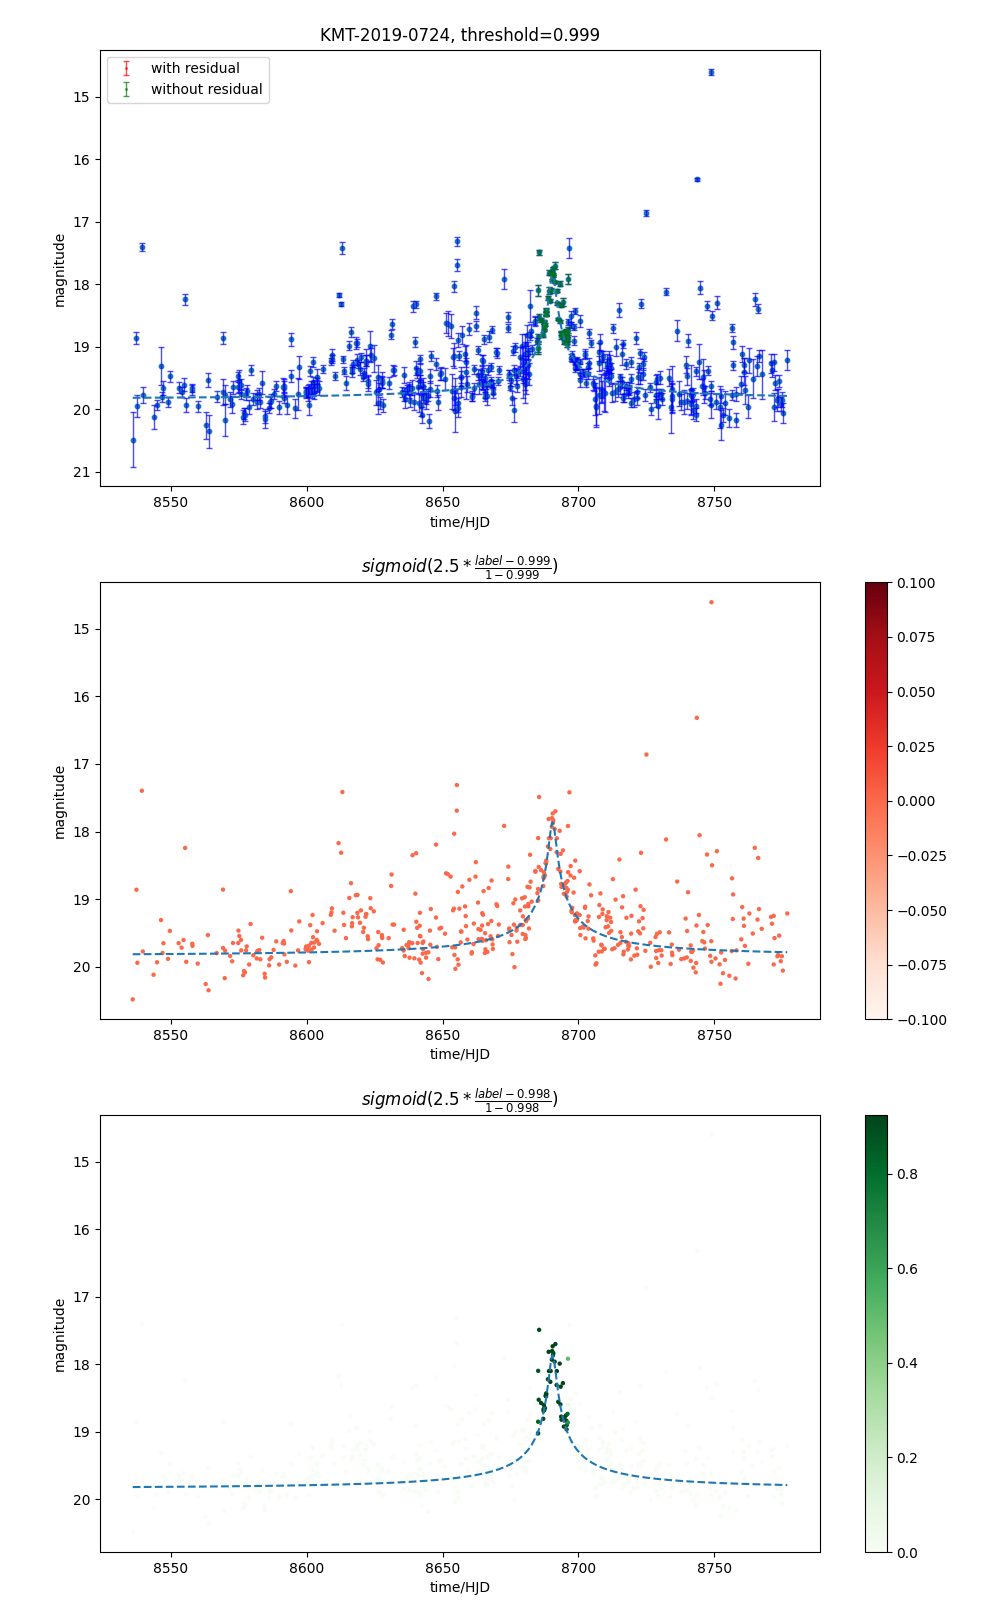 KMT-2019-0724, threshold=0.999
with residual
without residual
15
16
17
18
19
20
21
magnitude
8550 8600 8650 8700 8750
time/HJD
sigmoid(2.5 * \frac{label − 0.999}{1 − 0.999})
15
16
17
18
19
20
magnitude
8550 8600 8650 8700 8750
time/HJD
0.100
0.075
0.050
0.025
0.000
−0.025
−0.050
−0.075
−0.100
sigmoid(2.5 * \frac{label − 0.998}{1 − 0.998})
15
16
17
18
19
20
magnitude
8550 8600 8650 8700 8750
time/HJD
0.8
0.6
0.4
0.2
0.0